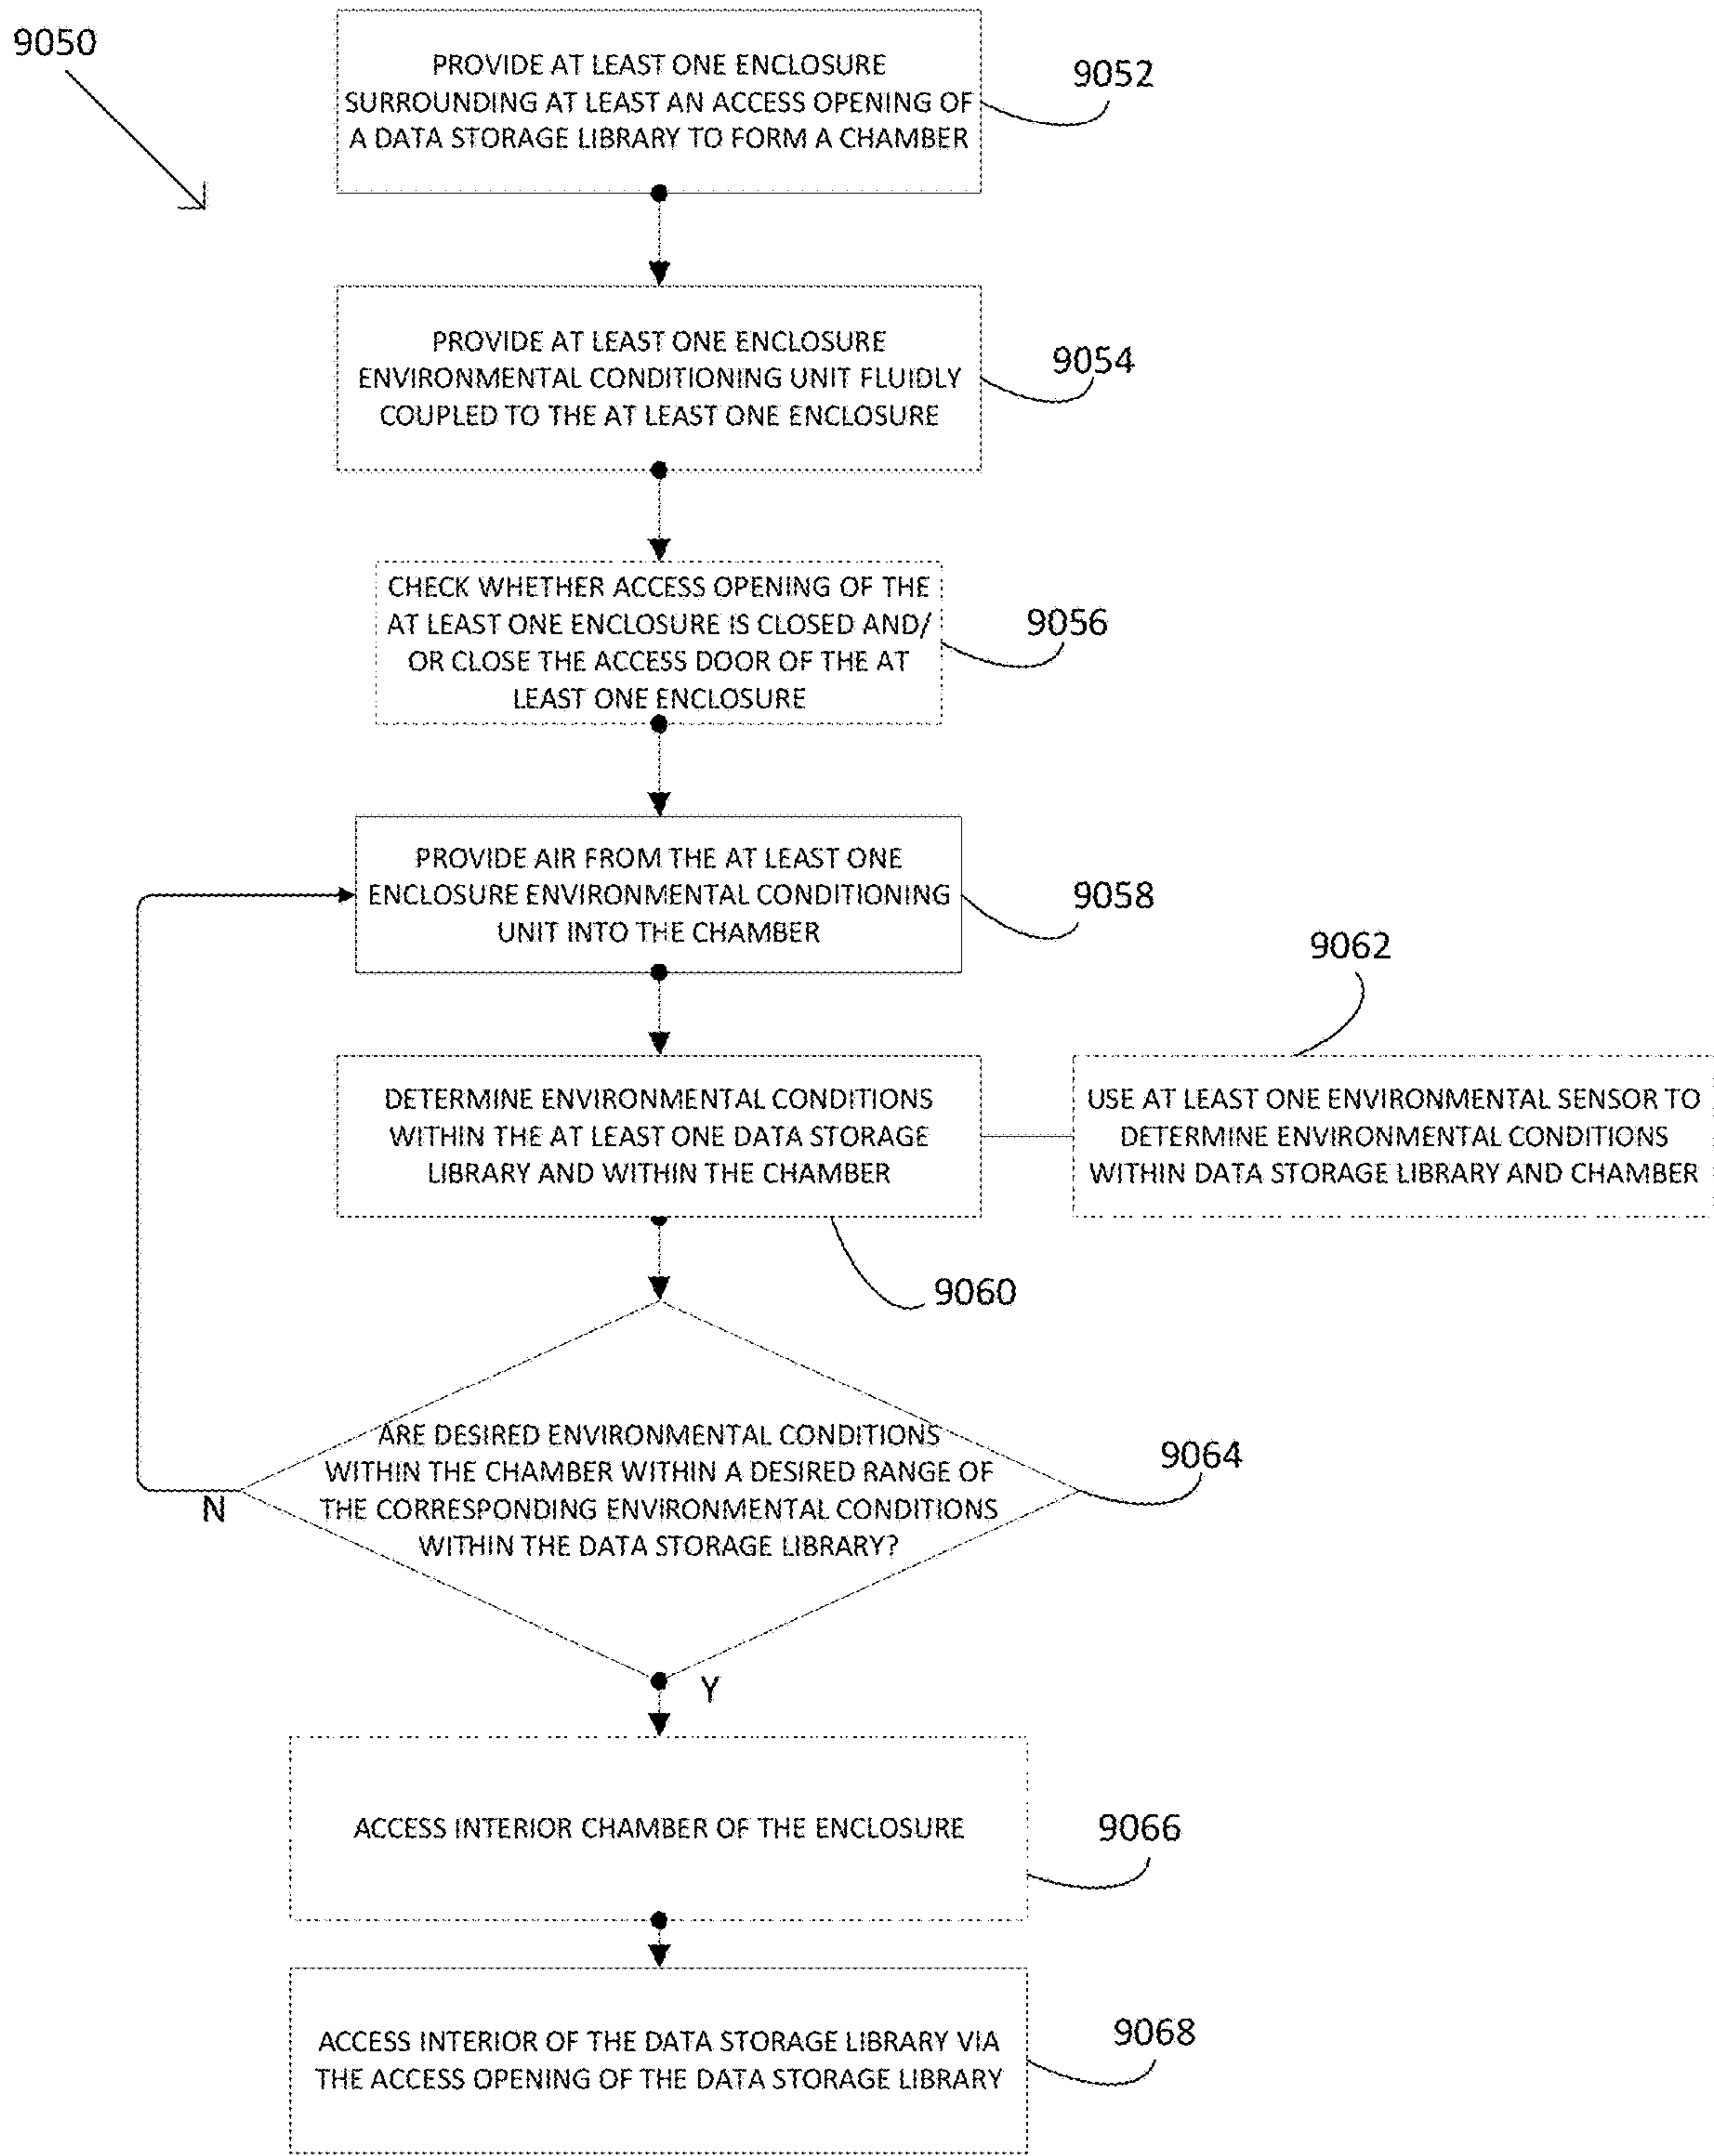 9050
PROVIDE AT LEAST ONE ENCLOSURE
SURROUNDING AT LEAST AN ACCESS OPENING OF
A DATA STORAGE LIBRARY TO FORM A CHAMBER
9052
PROVIDE AT LEAST ONE ENCLOSURE
ENVIRONMENTAL CONDITIONING UNIT FLUIDLY
COUPLED TO THE AT LEAST ONE ENCLOSURE
9054
CHECK WHETHER ACCESS OPENING OF THE
AT LEAST ONE ENCLOSURE IS CLOSED AND/
OR CLOSE THE ACCESS DOOR OF THE AT
LEAST ONE ENCLOSURE
9056
PROVIDE AIR FROM THE AT LEAST ONE
ENCLOSURE ENVIRONMENTAL CONDITIONING
UNIT INTO THE CHAMBER
9058
DETERMINE ENVIRONMENTAL CONDITIONS
WITHIN THE AT LEAST ONE DATA STORAGE
LIBRARY AND WITHIN THE CHAMBER
9060
9062
USE AT LEAST ONE ENVIRONMENTAL SENSOR TO
DETERMINE ENVIRONMENTAL CONDITIONS
WITHIN DATA STORAGE LIBRARY AND CHAMBER
ARE DESIRED ENVIRONMENTAL CONDITIONS
WITHIN THE CHAMBER WITHIN A DESIRED RANGE OF
THE CORRESPONDING ENVIRONMENTAL CONDITIONS
WITHIN THE DATA STORAGE LIBRARY?
9064
N
Y
ACCESS INTERIOR CHAMBER OF THE ENCLOSURE
9066
ACCESS INTERIOR OF THE DATA STORAGE LIBRARY VIA
THE ACCESS OPENING OF THE DATA STORAGE LIBRARY
9068